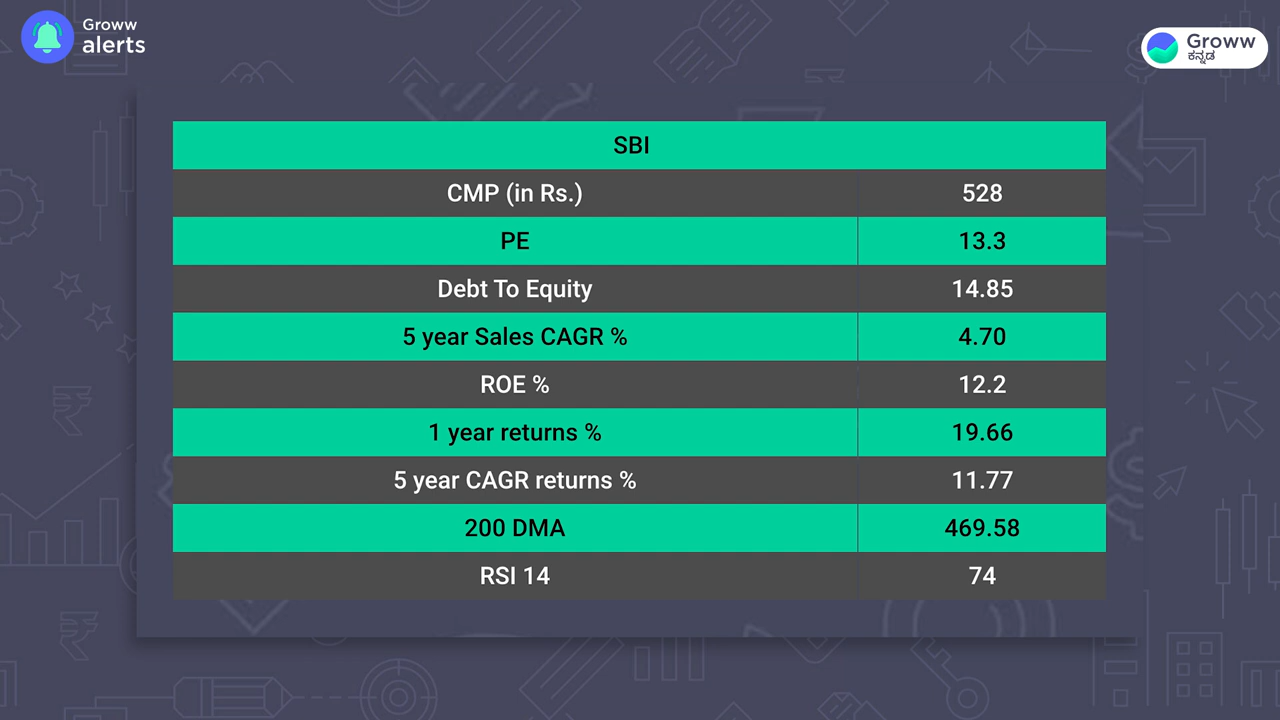 Groww
alerts
Groww
ಕನ್ನಡ
SBI
CMP (in Rs.) 528
PE 13.3
Debt To Equity 14.85
5 year Sales CAGR % 4.70
ROE % 12.2
1 year returns % 19.66
5 year CAGR returns % 11.77
200 DMA 469.58
RSI 14 74